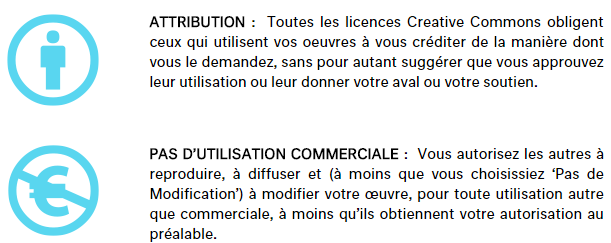 ATTRIBUTION : Toutes les licences Creative Commons obligent
ceux qui utilisent vos oeuvres à vous créditer de la manière dont
vous le demandez, sans pour autant suggérer que vous approuvez
leur utilisation ou leur donner votre aval ou votre soutien.
PAS D’UTILISATION COMMERCIALE : Vous autorisez les autres à
reproduire, à diffuser et (à moins que vous choisissiez ‘Pas de
Modification’) à modifier votre œuvre, pour toute utilisation autre
que commerciale, à moins qu’ils obtiennent votre autorisation au
préalable.